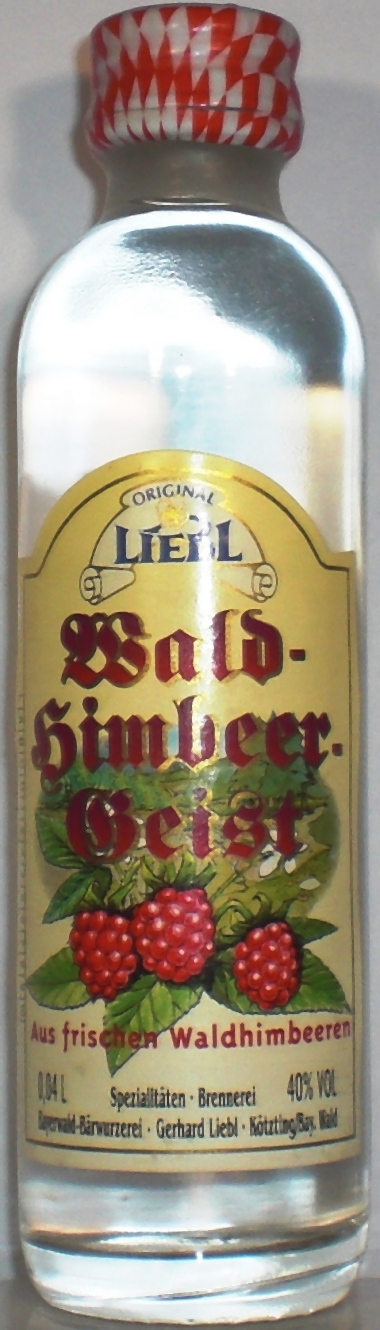 ORIGINAL
LIEBL
Wald-
Himbeer-
Geist
Aus frischen Waldhimbeeren
0,04 L Spezialitäten · Brennerei 40% VOL
Bayerwald-Bärwurzerei · Gerhard Liebl · Kötzting/Bay. Wald